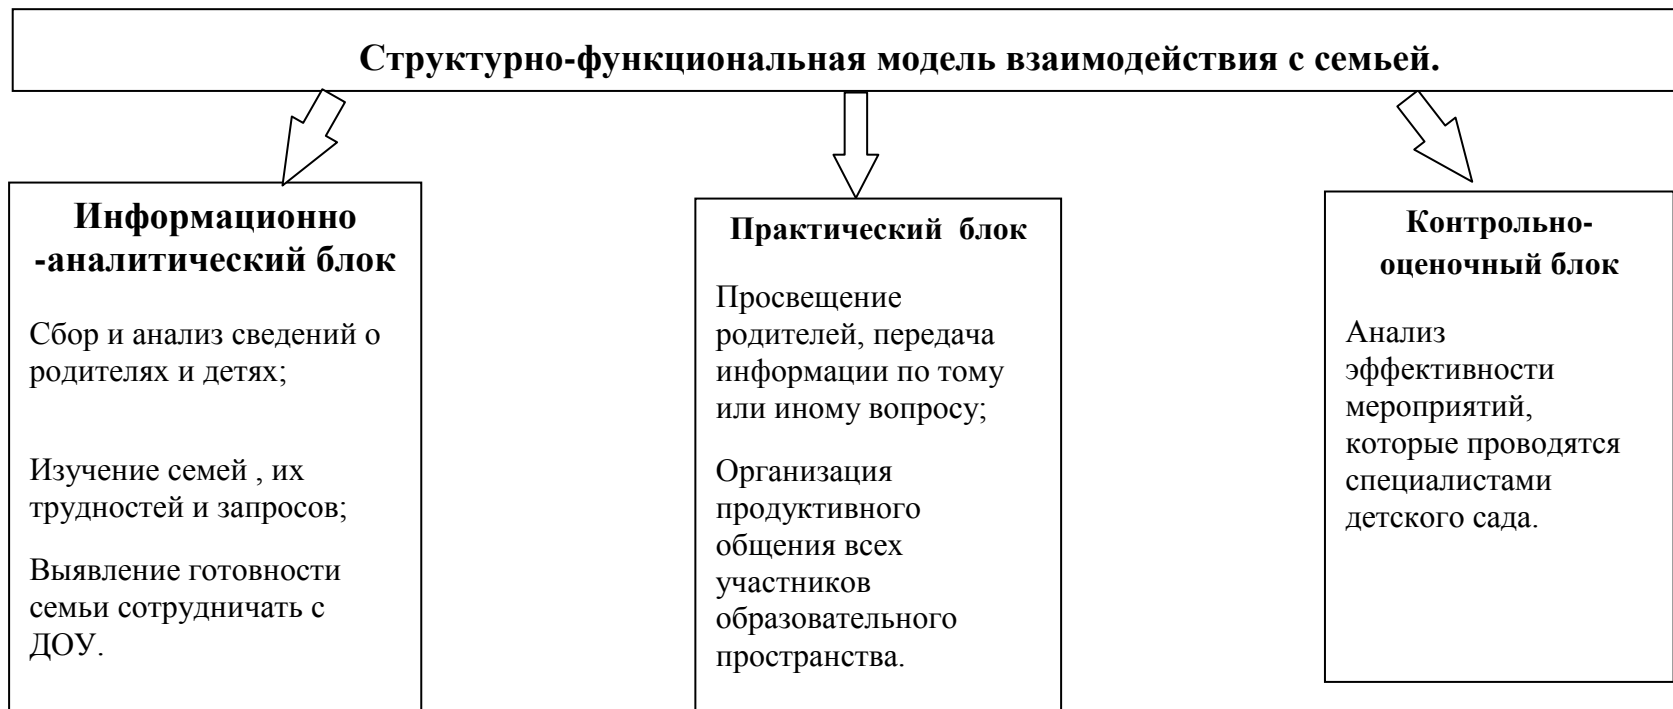 Структурно-функциональная модель взаимодействия с семьей.
Информационно
-аналитический блок
Сбор и анализ сведений о
родителях и детях;
Изучение семей , их
трудностей и запросов;
Выявление готовности
семьи сотрудничать с
ДОУ.
Практический блок
Просвещение
родителей, передача
информации по тому
или иному вопросу;
Организация
продуктивного
общения всех
участников
образовательного
пространства.
Контрольно-
оценочный блок
Анализ
эффективности
мероприятий,
которые проводятся
специалистами
детского сада.